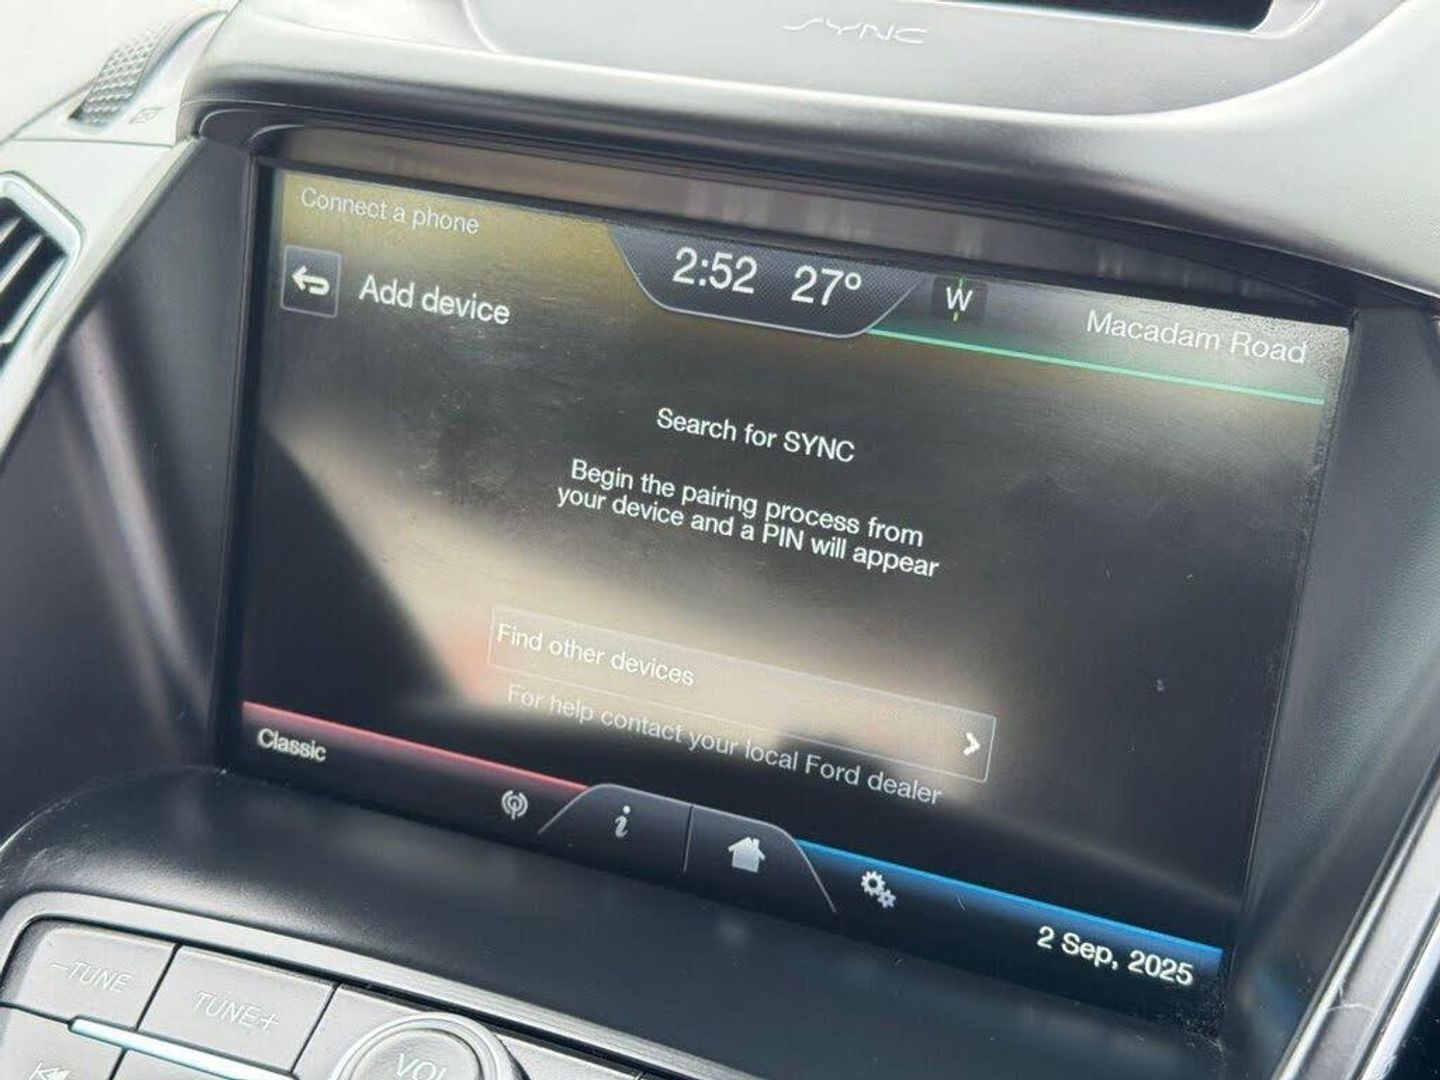 SYNC
Connect a phone
2:52 27° W Macadam Road
Add device
Search for SYNC
Begin the pairing process from
your device and a PIN will appear
Find other devices
For help contact your local Ford dealer
Classic
i
2 Sep, 2025
–TUNE
TUNE+
VOL